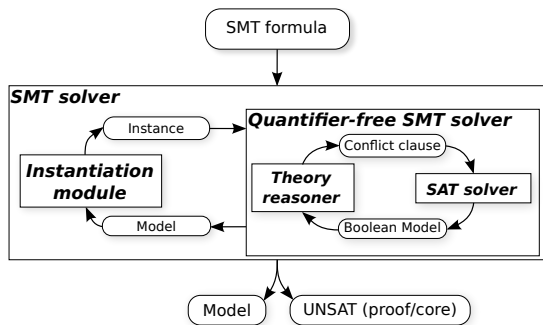 SMT formula
SMT solver
Instance
Quantifier-free SMT solver
Conflict clause
Instantiation
module
Theory
reasoner
SAT solver
Model
Boolean Model
Model
UNSAT (proof/core)